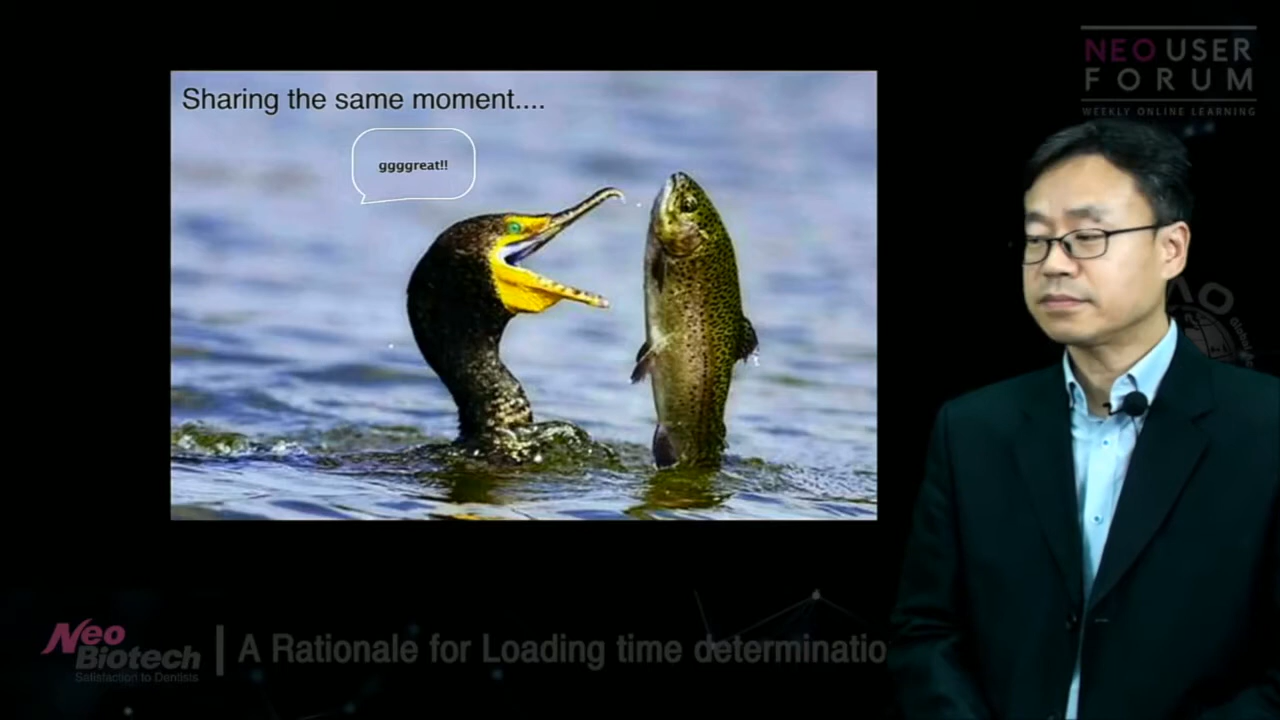 NEO USER
FORUM
WEEKLY ONLINE LEARNING
Sharing the same moment....
ggggreat!!
Neo
Biotech
Satisfaction to Dentists
A Rationale for Loading time determinatio